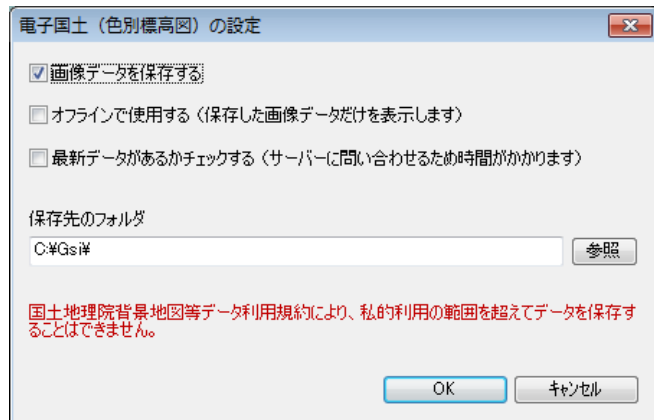 電子国土（色別標高図）の設定
画像データを保存する
オフラインで使用する（保存した画像データだけを表示します）
最新データがあるかチェックする（サーバーに問い合わせるため時間がかかります）
保存先のフォルダ
C:¥Gsi¥
参照
国土地理院背景地図等データ利用規約により、私的利用の範囲を超えてデータを保存す
ることはできません。
OK
キャンセル